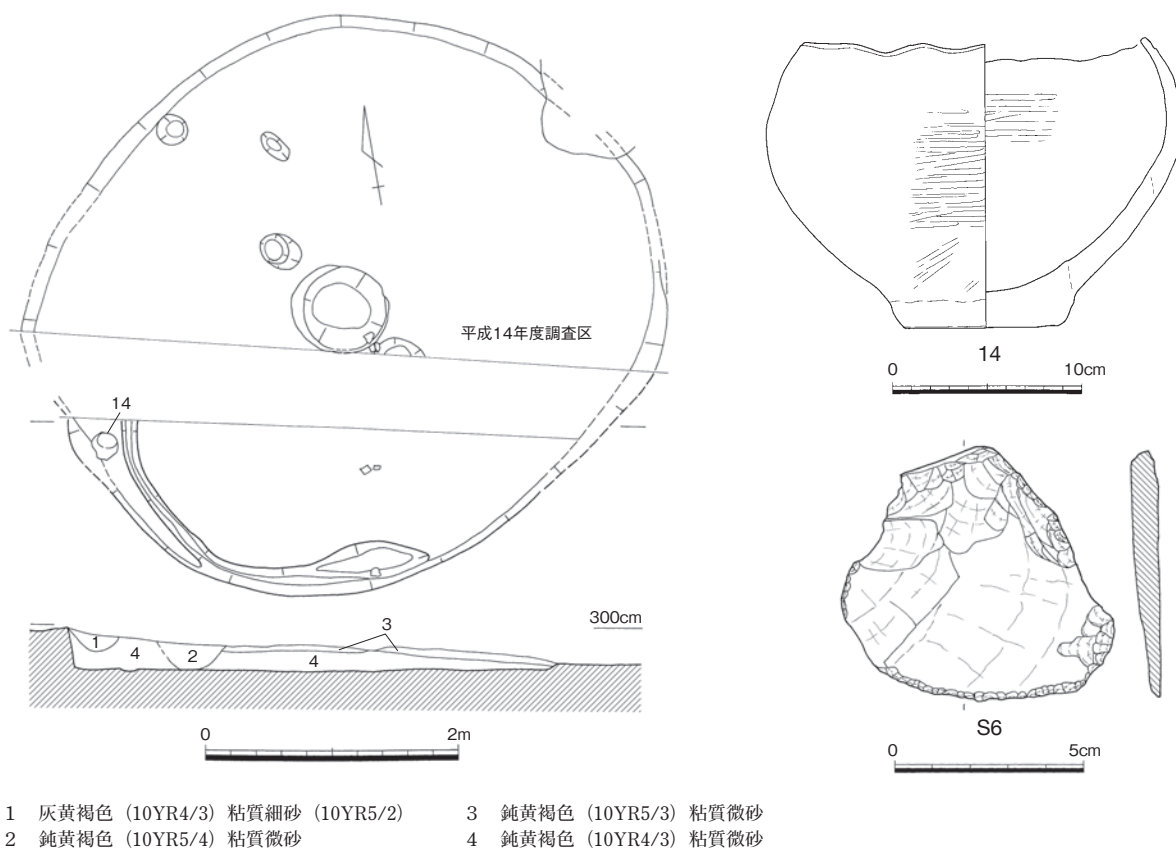 平成14年度調査区
14
300cm
3
1
4
2
4
0 2m
14
0 10cm
S6
0 5cm
1 灰黄褐色（10YR4/3）粘質細砂（10YR5/2）
2 鈍黄褐色（10YR5/4）粘質微砂
3 鈍黄褐色（10YR5/3）粘質微砂
4 鈍黄褐色（10YR4/3）粘質微砂